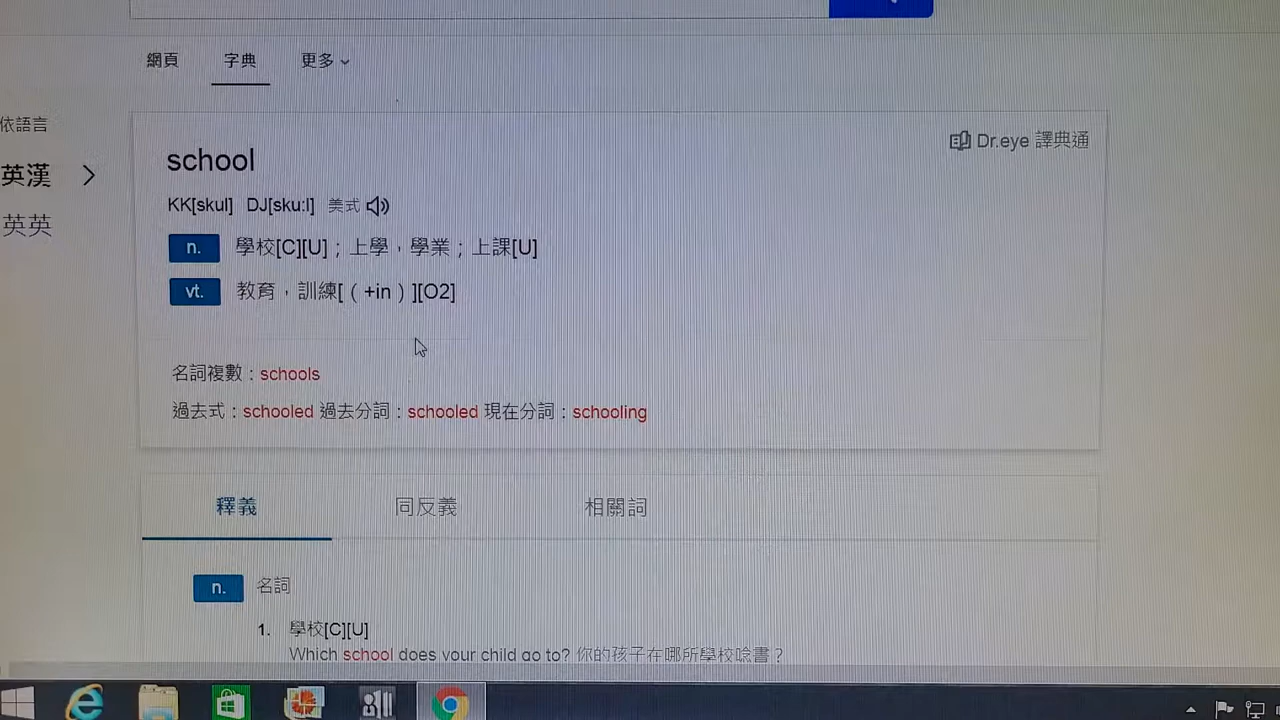 網頁 字典 更多
依語言
Dr.eye 譯典通
school
英漢
KK[skul] DJ[sku:l] 美式
英英
n. 學校[C][U]；上學，學業；上課[U]
vt. 教育，訓練[（+in）][O2]
名詞複數：schools
過去式：schooled 過去分詞：schooled 現在分詞：schooling
釋義 同反義 相關詞
n. 名詞
1. 學校[C][U]
Which school does your child go to? 你的孩子在哪所學校唸書？